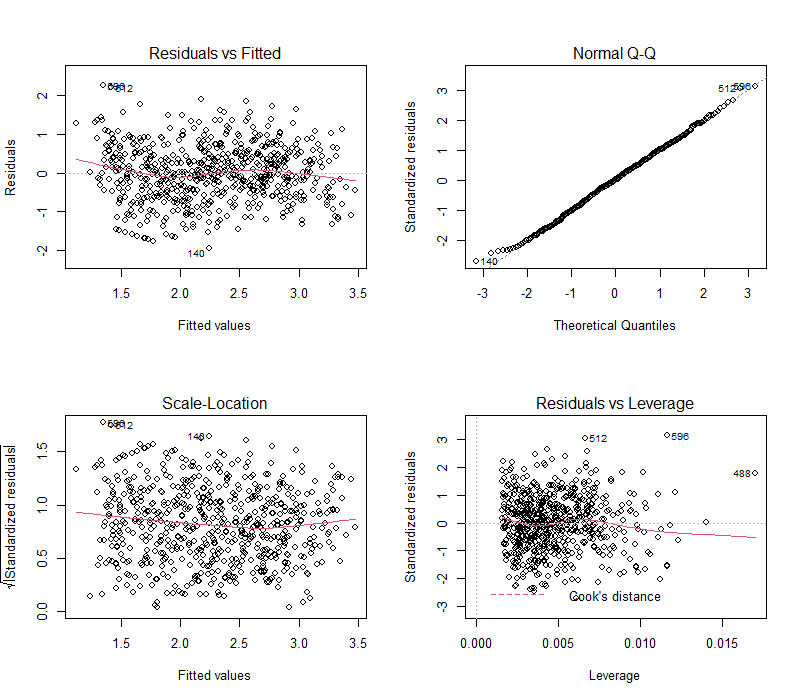 Residuals vs Fitted
Residuals
2
1
0
-1
-2
512
140
1.5 2.0 2.5 3.0 3.5
Fitted values
Normal Q-Q
Standardized residuals
3
2
1
0
-1
-2
512 596
140
-3 -2 -1 0 1 2 3
Theoretical Quantiles
Scale-Location
√|Standardized residuals|
1.5
1.0
0.5
0.0
512
140
1.5 2.0 2.5 3.0 3.5
Fitted values
Residuals vs Leverage
Standardized residuals
3
2
1
0
-1
-2
-3
512
596
488
Cook's distance
0.000 0.005 0.010 0.015
Leverage